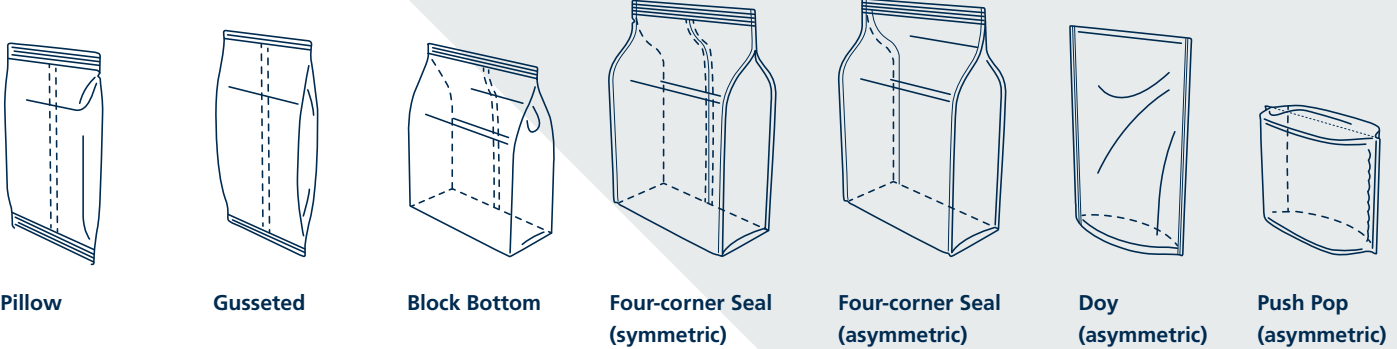 Pillow
Gusseted
Block Bottom
Four-corner Seal
(symmetric)
Four-corner Seal
(asymmetric)
Doy
(asymmetric)
Push Pop
(asymmetric)